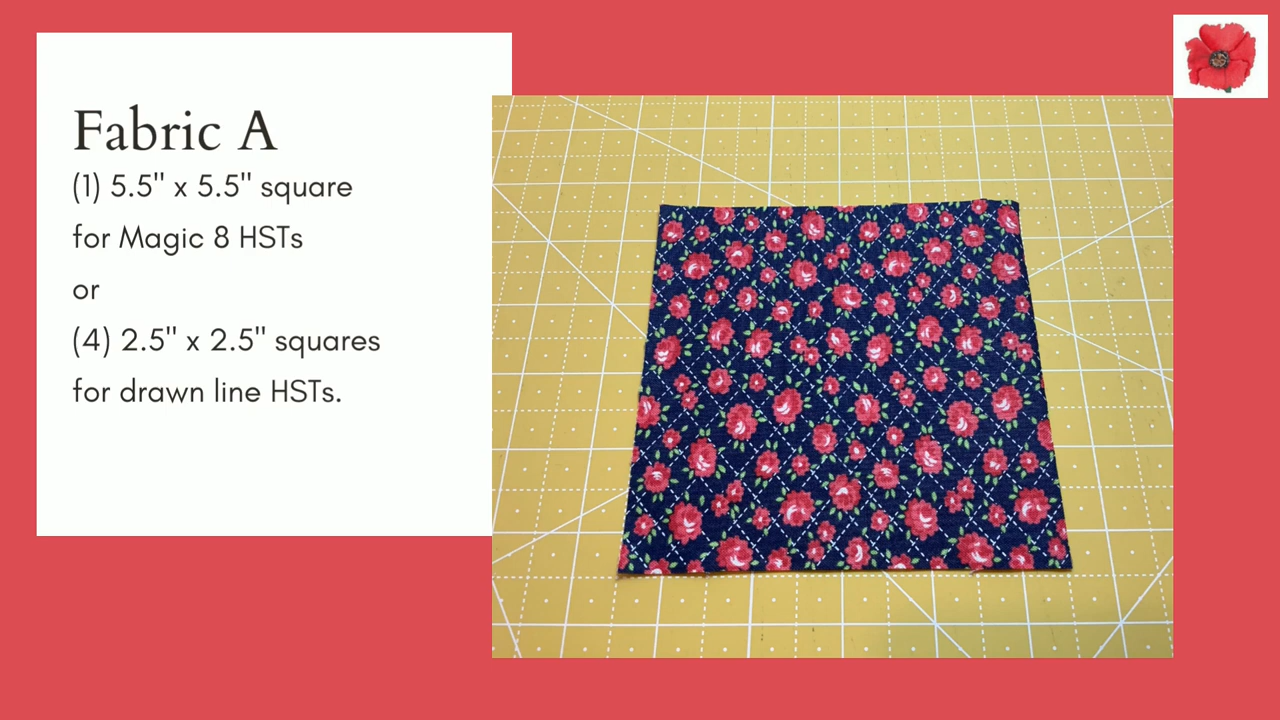 Fabric A
(1) 5.5" x 5.5" square
for Magic 8 HSTs
or
(4) 2.5" x 2.5" squares
for drawn line HSTs.